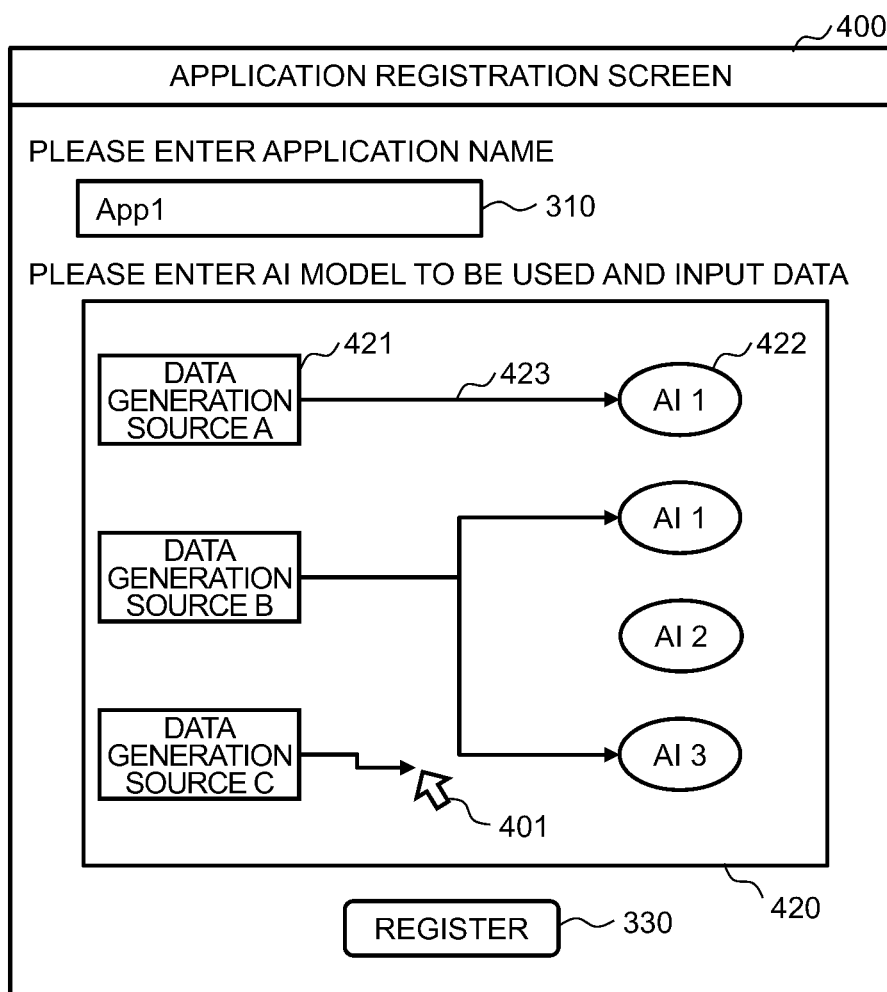 400
APPLICATION REGISTRATION SCREEN
PLEASE ENTER APPLICATION NAME
App1
310
PLEASE ENTER AI MODEL TO BE USED AND INPUT DATA
DATA
GENERATION
SOURCE A
421
423
422
AI 1
DATA
GENERATION
SOURCE B
AI 1
AI 2
DATA
GENERATION
SOURCE C
401
AI 3
420
REGISTER
330